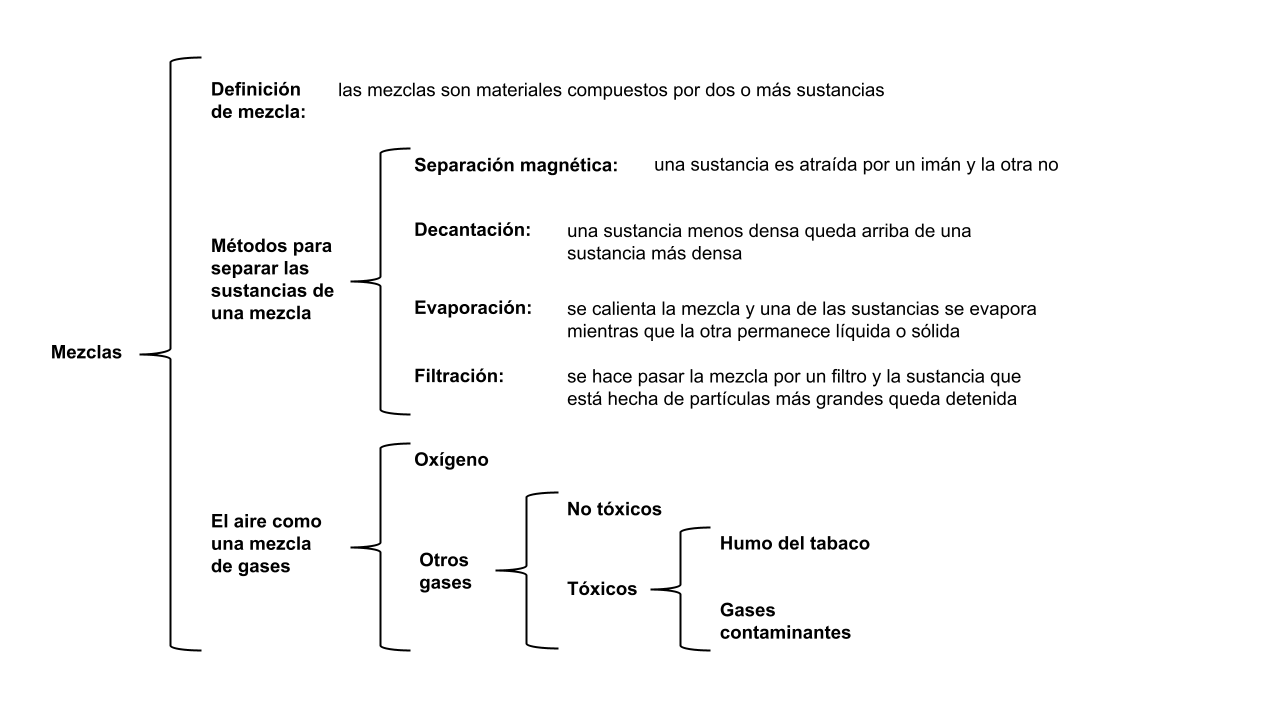 Definición
de mezcla:
las mezclas son materiales compuestos por dos o más sustancias
Separación magnética:
una sustancia es atraída por un imán y la otra no
Métodos para
separar las
sustancias de
una mezcla
Decantación:
una sustancia menos densa queda arriba de una
sustancia más densa
Evaporación:
se calienta la mezcla y una de las sustancias se evapora
mientras que la otra permanece líquida o sólida
Mezclas
Filtración:
se hace pasar la mezcla por un filtro y la sustancia que
está hecha de partículas más grandes queda detenida
El aire como
una mezcla
de gases
Oxígeno
Otros
gases
No tóxicos
Tóxicos
Humo del tabaco
Gases
contaminantes